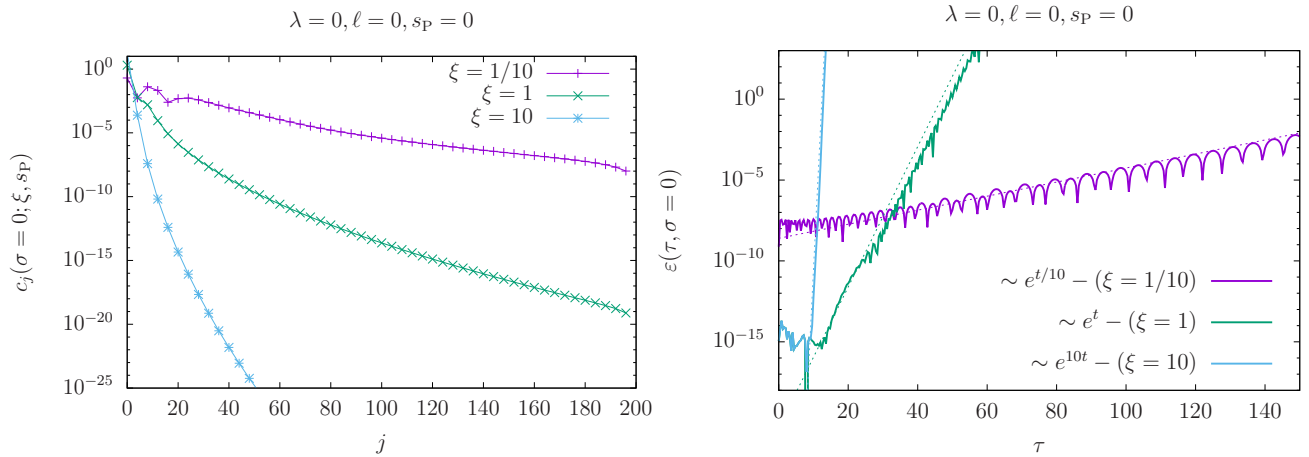 λ = 0, ℓ = 0, s_P = 0
c_j(σ = 0; ξ, s_P)
10^0
10^{-5}
10^{-10}
10^{-15}
10^{-20}
10^{-25}
ξ = 1/10
ξ = 1
ξ = 10
0 20 40 60 80 100 120 140 160 180 200
j
λ = 0, ℓ = 0, s_P = 0
ε(τ, σ = 0)
10^0
10^{-5}
10^{-10}
10^{-15}
∼ e^{t/10} − (ξ = 1/10)
∼ e^t − (ξ = 1)
∼ e^{10t} − (ξ = 10)
0 20 40 60 80 100 120 140
τ